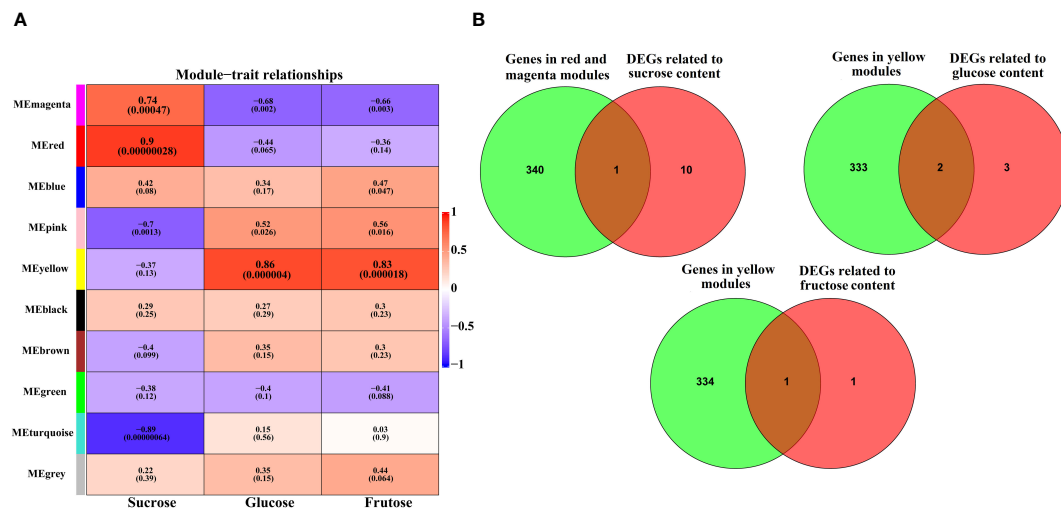 A
B
Module−trait relationships
MEmagenta
0.74
(0.00047)
−0.68
(0.002)
−0.66
(0.003)
MEred
0.9
(0.00000028)
−0.44
(0.065)
−0.36
(0.14)
MEblue
0.42
(0.08)
0.34
(0.17)
0.47
(0.047)
MEpink
−0.7
(0.0013)
0.52
(0.026)
0.56
(0.016)
MEyellow
−0.37
(0.13)
0.86
(0.000004)
0.83
(0.000018)
MEblack
0.29
(0.25)
0.27
(0.29)
0.3
(0.23)
MEbrown
−0.4
(0.099)
0.35
(0.15)
0.3
(0.23)
MEgreen
−0.38
(0.12)
−0.4
(0.1)
−0.41
(0.088)
MEturquoise
−0.89
(0.00000064)
0.15
(0.56)
0.03
(0.9)
MEgrey
0.22
(0.39)
0.35
(0.15)
0.44
(0.064)
Sucrose
Glucose
Frutose
1
0.5
0
−0.5
−1
Genes in red and
magenta modules
DEGs related to
sucrose content
340
1
10
Genes in yellow
modules
DEGs related to
glucose content
333
2
3
Genes in yellow
modules
DEGs related to
fructose content
334
1
1